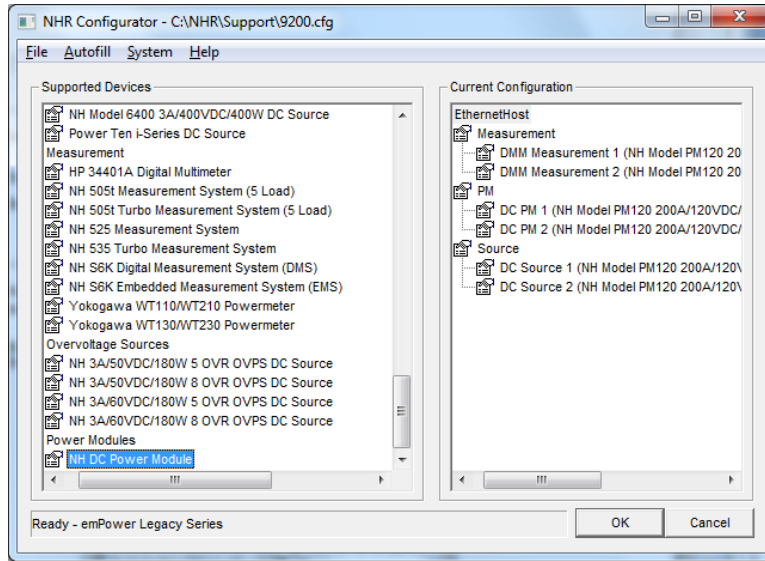 NHR Configurator - C:\NHR\Support\9200.cfg
File Autofill System Help
Supported Devices
NH Model 6400 3A/400VDC/400W DC Source
Power Ten i-Series DC Source
Measurement
HP 34401A Digital Multimeter
NH 505t Measurement System (5 Load)
NH 505t Turbo Measurement System (5 Load)
NH 525 Measurement System
NH 535 Turbo Measurement System
NH S6K Digital Measurement System (DMS)
NH S6K Embedded Measurement System (EMS)
Yokogawa WT110/WT210 Powermeter
Yokogawa WT130/WT230 Powermeter
Overvoltage Sources
NH 3A/50VDC/180W 5 OVR OVPS DC Source
NH 3A/50VDC/180W 8 OVR OVPS DC Source
NH 3A/60VDC/180W 5 OVR OVPS DC Source
NH 3A/60VDC/180W 8 OVR OVPS DC Source
Power Modules
NH DC Power Module
Current Configuration
EthernetHost
Measurement
DMM Measurement 1 (NH Model PM120 20
DMM Measurement 2 (NH Model PM120 20
PM
DC PM 1 (NH Model PM120 200A/120VDC/
DC PM 2 (NH Model PM120 200A/120VDC/
Source
DC Source 1 (NH Model PM120 200A/120V
DC Source 2 (NH Model PM120 200A/120V
Ready - emPower Legacy Series
OK
Cancel